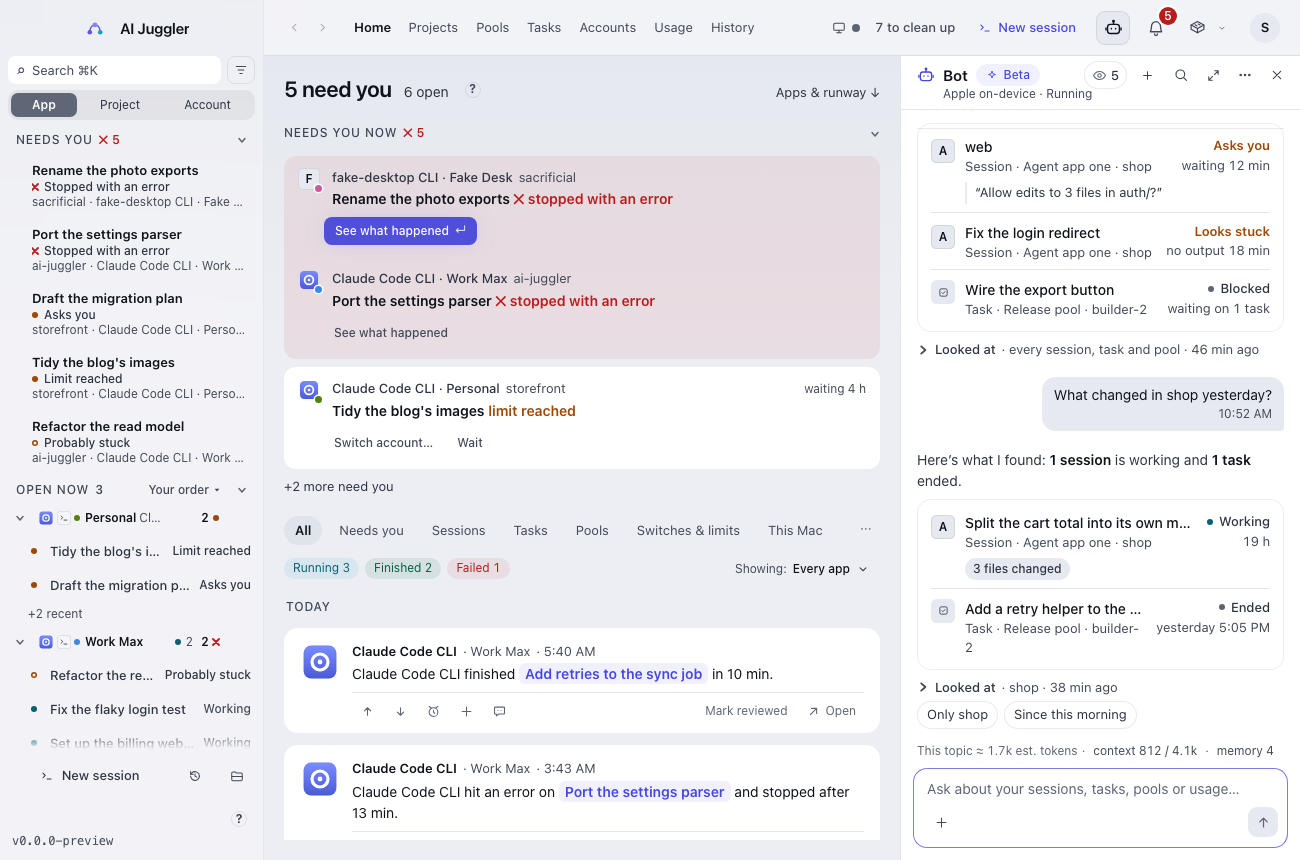 AI Juggler
Search ⌘K
App
Project
Account
NEEDS YOU ✕ 5
Rename the photo exports
Stopped with an error
sacrificial · fake-desktop CLI · Fake …
Port the settings parser
Stopped with an error
ai-juggler · Claude Code CLI · Work …
Draft the migration plan
Asks you
storefront · Claude Code CLI · Perso…
Tidy the blog's images
Limit reached
storefront · Claude Code CLI · Perso…
Refactor the read model
Probably stuck
ai-juggler · Claude Code CLI · Work …
OPEN NOW 3
Your order
Personal Cl…
2
Tidy the blog's i…
Limit reached
Draft the migration p…
Asks you
+2 recent
Work Max
2
2
Refactor the re…
Probably stuck
Fix the flaky login test
Working
Set up the billing web…
Working
New session
?
v0.0.0-preview
Home
Projects
Pools
Tasks
Accounts
Usage
History
7 to clean up
New session
5
S
5 need you
6 open
?
Apps & runway ↓
NEEDS YOU NOW ✕ 5
F
fake-desktop CLI · Fake Desk sacrificial
Rename the photo exports ✕ stopped with an error
See what happened ↵
Claude Code CLI · Work Max ai-juggler
Port the settings parser ✕ stopped with an error
See what happened
Claude Code CLI · Personal storefront
waiting 4 h
Tidy the blog's images limit reached
Switch account…
Wait
+2 more need you
All
Needs you
Sessions
Tasks
Pools
Switches & limits
This Mac
…
Running 3
Finished 2
Failed 1
Showing: Every app
TODAY
Claude Code CLI · Work Max · 5:40 AM
Claude Code CLI finished Add retries to the sync job in 10 min.
Mark reviewed
Open
Claude Code CLI · Work Max · 3:43 AM
Claude Code CLI hit an error on Port the settings parser and stopped after
13 min.
Bot
Beta
5
Apple on-device · Running
A
web
Asks you
Session · Agent app one · shop
waiting 12 min
“Allow edits to 3 files in auth/?”
A
Fix the login redirect
Looks stuck
Session · Agent app one · shop
no output 18 min
Wire the export button
Blocked
Task · Release pool · builder-2
waiting on 1 task
Looked at · every session, task and pool · 46 min ago
What changed in shop yesterday?
10:52 AM
Here’s what I found: 1 session is working and 1 task
ended.
A
Split the cart total into its own m…
Working
Session · Agent app one · shop
19 h
3 files changed
Add a retry helper to the …
Ended
Task · Release pool · builder-
2
yesterday 5:05 PM
Looked at · shop · 38 min ago
Only shop
Since this morning
This topic ≈ 1.7k est. tokens · context 812 / 4.1k · memory 4
Ask about your sessions, tasks, pools or usage…